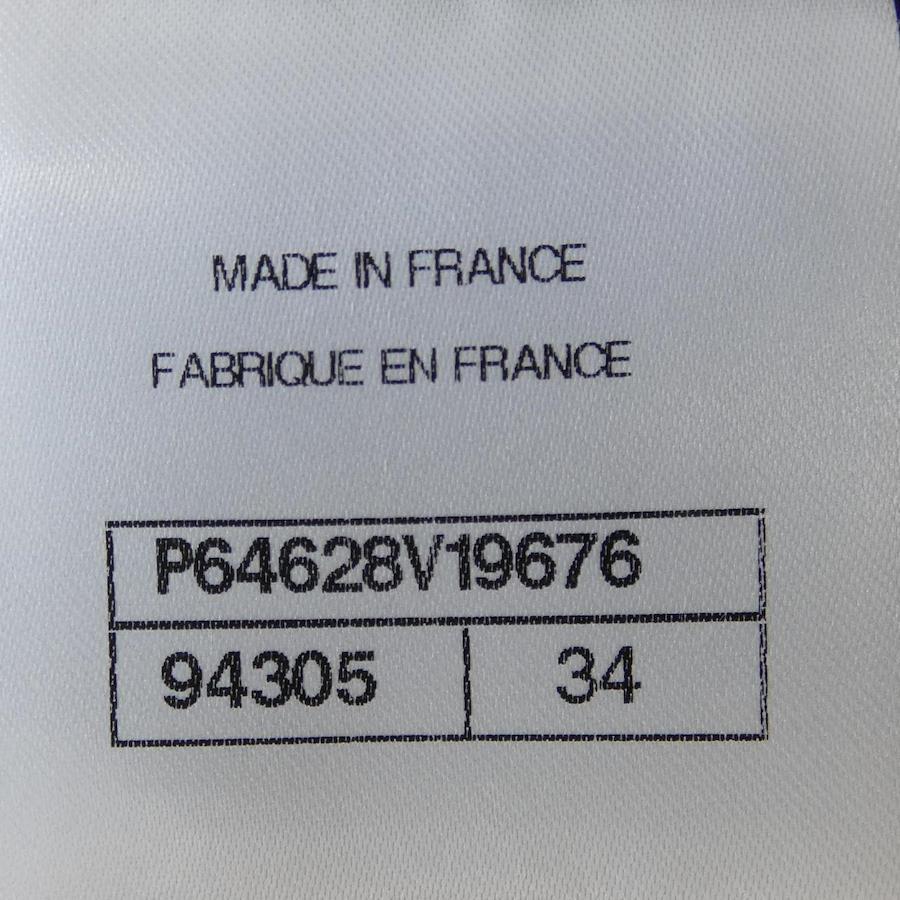 MADE IN FRANCE
FABRIQUE EN FRANCE
P64628V19676
94305 34